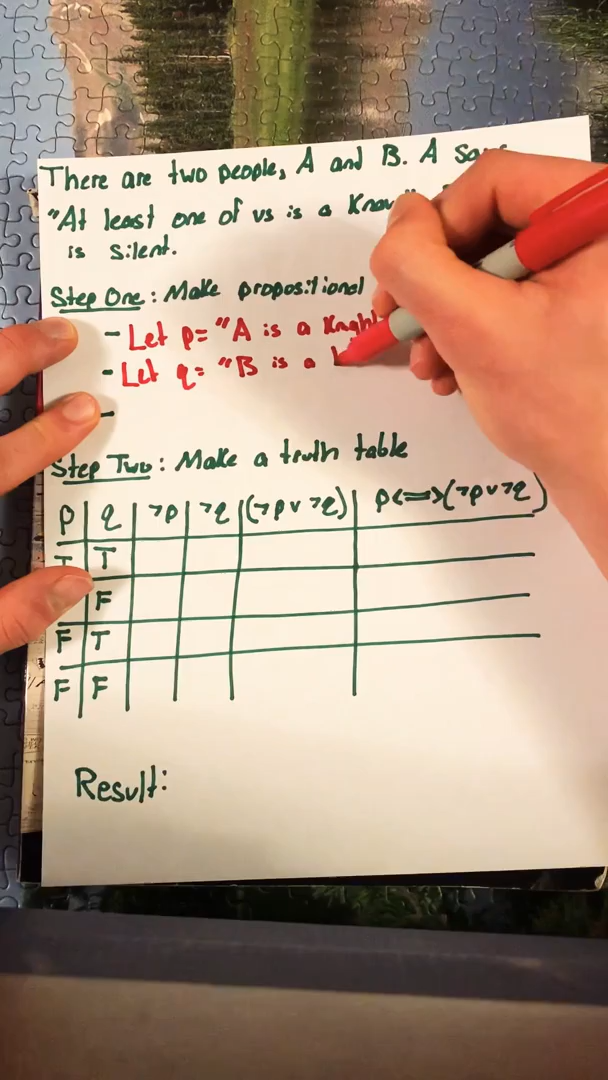 There are two people, A and B. A
"At least one of us is a
is silent.
Step One: Make propositional
- Let p= "A is a Knght
- Let q= "B is a
-
Step Two: Make a truth table
p q ¬p ¬q (¬p ∨ ¬q) p<=>(¬p∨¬q)
T T
F
F T
F F
Result: